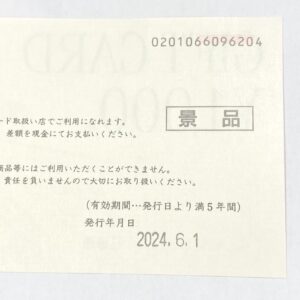 0201066096204
ード取扱い店でご利用になれます。
差額を現金にてお支払いください。
景品
商品等にはご利用いただくことができません。
責任を負いませんので大切にお取り扱いください。
(有効期間…発行日より満5年間)
発行年月日
2024.6.1